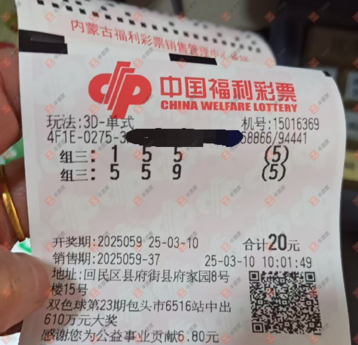 内蒙古福利彩票销售管理中心
中国福利彩票
CHINA WELFARE LOTTERY
玩法:3D-单式 机号:15016369
4F1E-0275-3 58866/94441
组三: 1 5 5 (5)
组三: 5 5 9 (5)
开奖期:2025059 25-03-10 合计20元
销售期:2025059-37 25-03-10 10:01:49
地址:回民区县府街县府家园8号
楼15号
双色球第23期包头市6516站中出
610万元大奖
感谢您为公益事业贡献6.80元